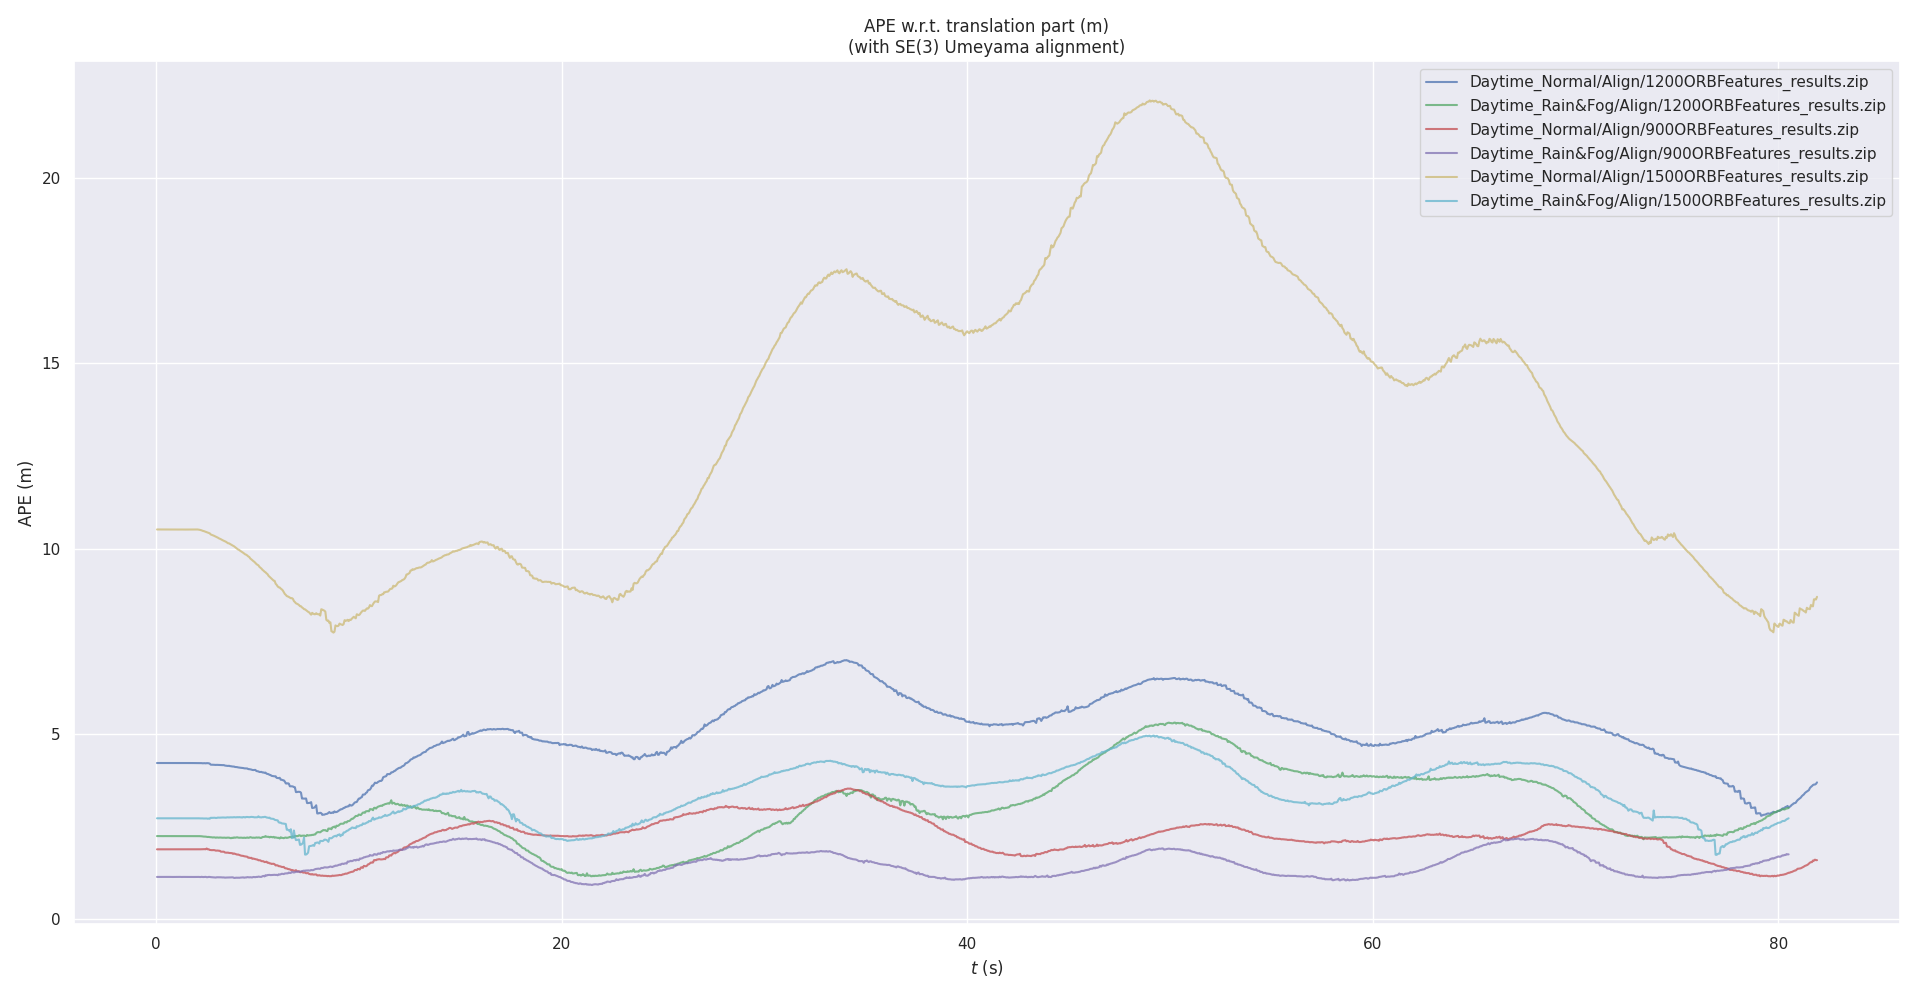 APE w.r.t. translation part (m)
(with SE(3) Umeyama alignment)
Daytime_Normal/Align/1200ORBFeatures_results.zip
Daytime_Rain&Fog/Align/1200ORBFeatures_results.zip
Daytime_Normal/Align/900ORBFeatures_results.zip
Daytime_Rain&Fog/Align/900ORBFeatures_results.zip
Daytime_Normal/Align/1500ORBFeatures_results.zip
Daytime_Rain&Fog/Align/1500ORBFeatures_results.zip
APE (m)
20
15
10
5
0
0 20 40 60 80
t (s)